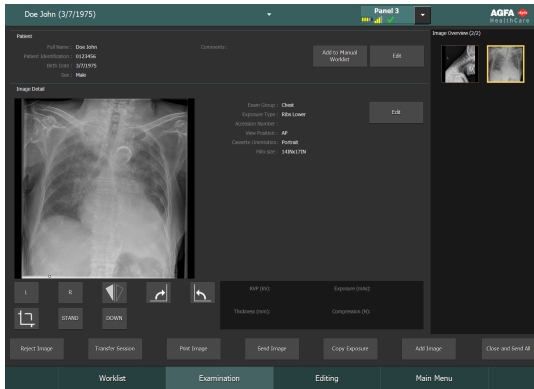 Doe John (3/7/1975)
Panel 3
AGFA
HealthCare
Patient
Full Name : Doe John
Patient Identification : 0123456
Birth Date : 3/7/1975
Sex : Male
Comments:
Add to Manual
Worklist
Edit
Image Overview (2/2)
Image Detail
Exam Group : Chest
Exposure Type : Ribs Lower
Accession Number :
View Position : AP
Cassette Orientation: Portrait
Film size : 14INx17IN
Edit
L
R
STAND
DOWN
KVP (kV):
Exposure (mAs):
Thickness (mm):
Compression (N):
Reject Image
Transfer Session
Print Image
Send Image
Copy Exposure
Add Image
Close and Send All
Worklist
Examination
Editing
Main Menu